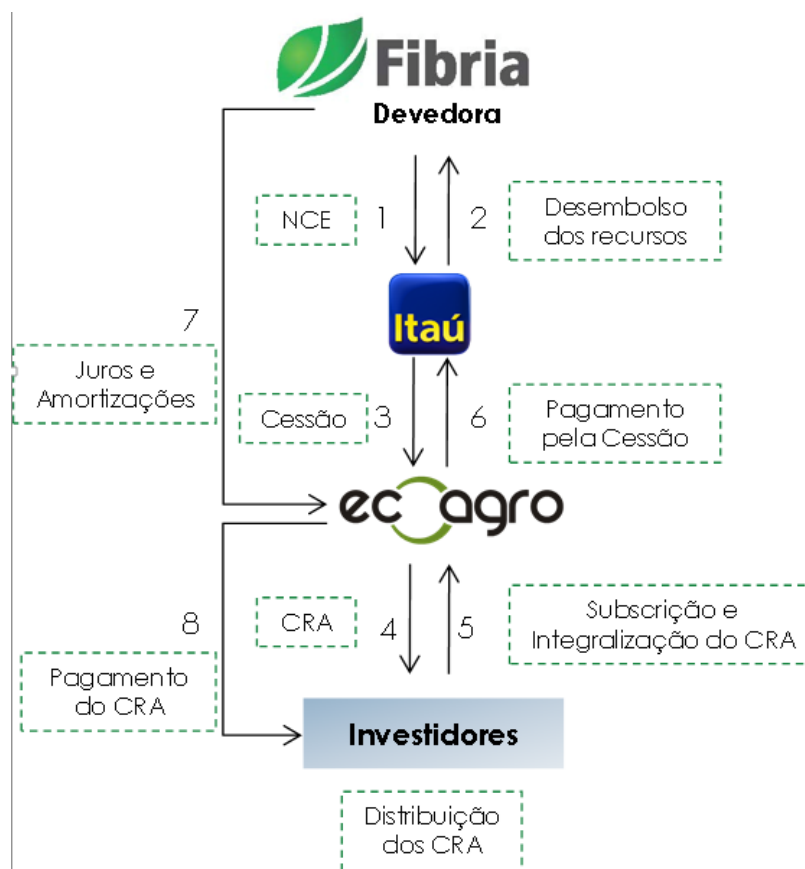 Fibria
Devedora
NCE
1
2
Desembolso
dos recursos
Itaú
7
Juros e
Amortizações
Cessão
3
6
Pagamento
pela Cessão
ecoagro
8
CRA
4
5
Subscrição e
Integralização do CRA
Pagamento
do CRA
Investidores
Distribuição
dos CRA